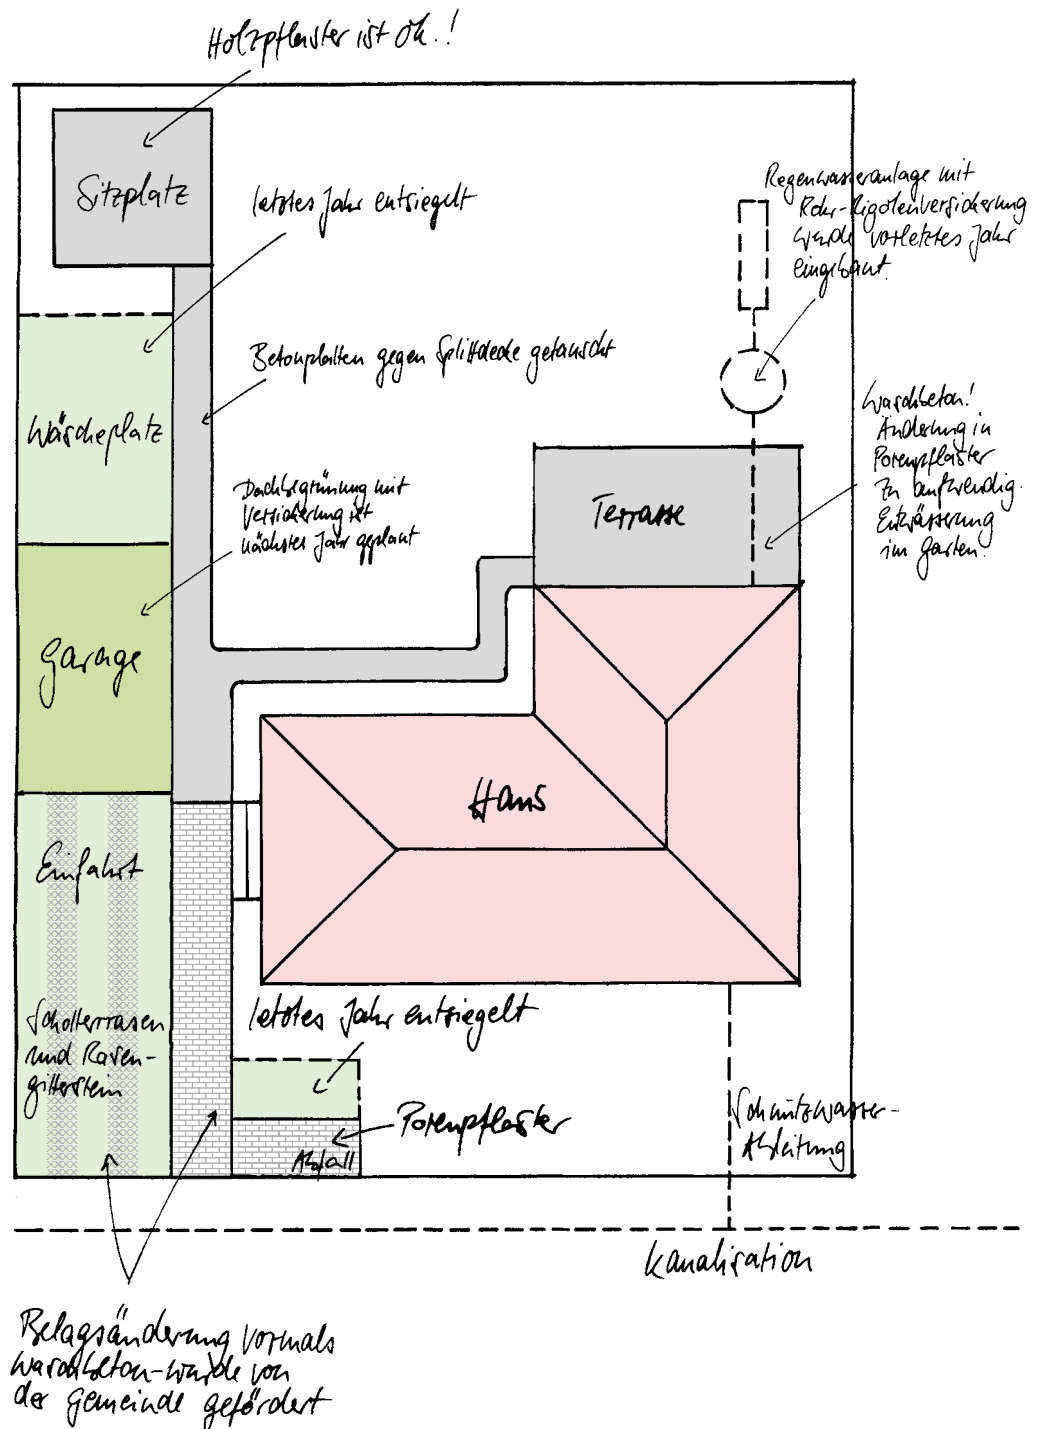 Holzpflaster ist ok.!
Sitzplatz
letztes Jahr entsiegelt
Regenwasseranlage mit
Rohr-Rigolenversickerung
wurde vorletztes Jahr
eingebaut.
Betonplatten gegen Splittdecke getauscht
Wäscheplatz
Waschbeton!
Änderung in
Porenpflaster
zu aufwendig.
Entwässerung
im Garten.
Dachbegrünung mit
Versickerung ist
nächstes Jahr geplant
Terrasse
Garage
Haus
Einfahrt
Schotterrasen
und Rasen-
gitterstein
letztes Jahr entsiegelt
Porenpflaster
Abfall
Schmutzwasser-
Ableitung
Kanalisation
Belagsänderung vormals
Waschbeton-wurde von
der Gemeinde gefördert